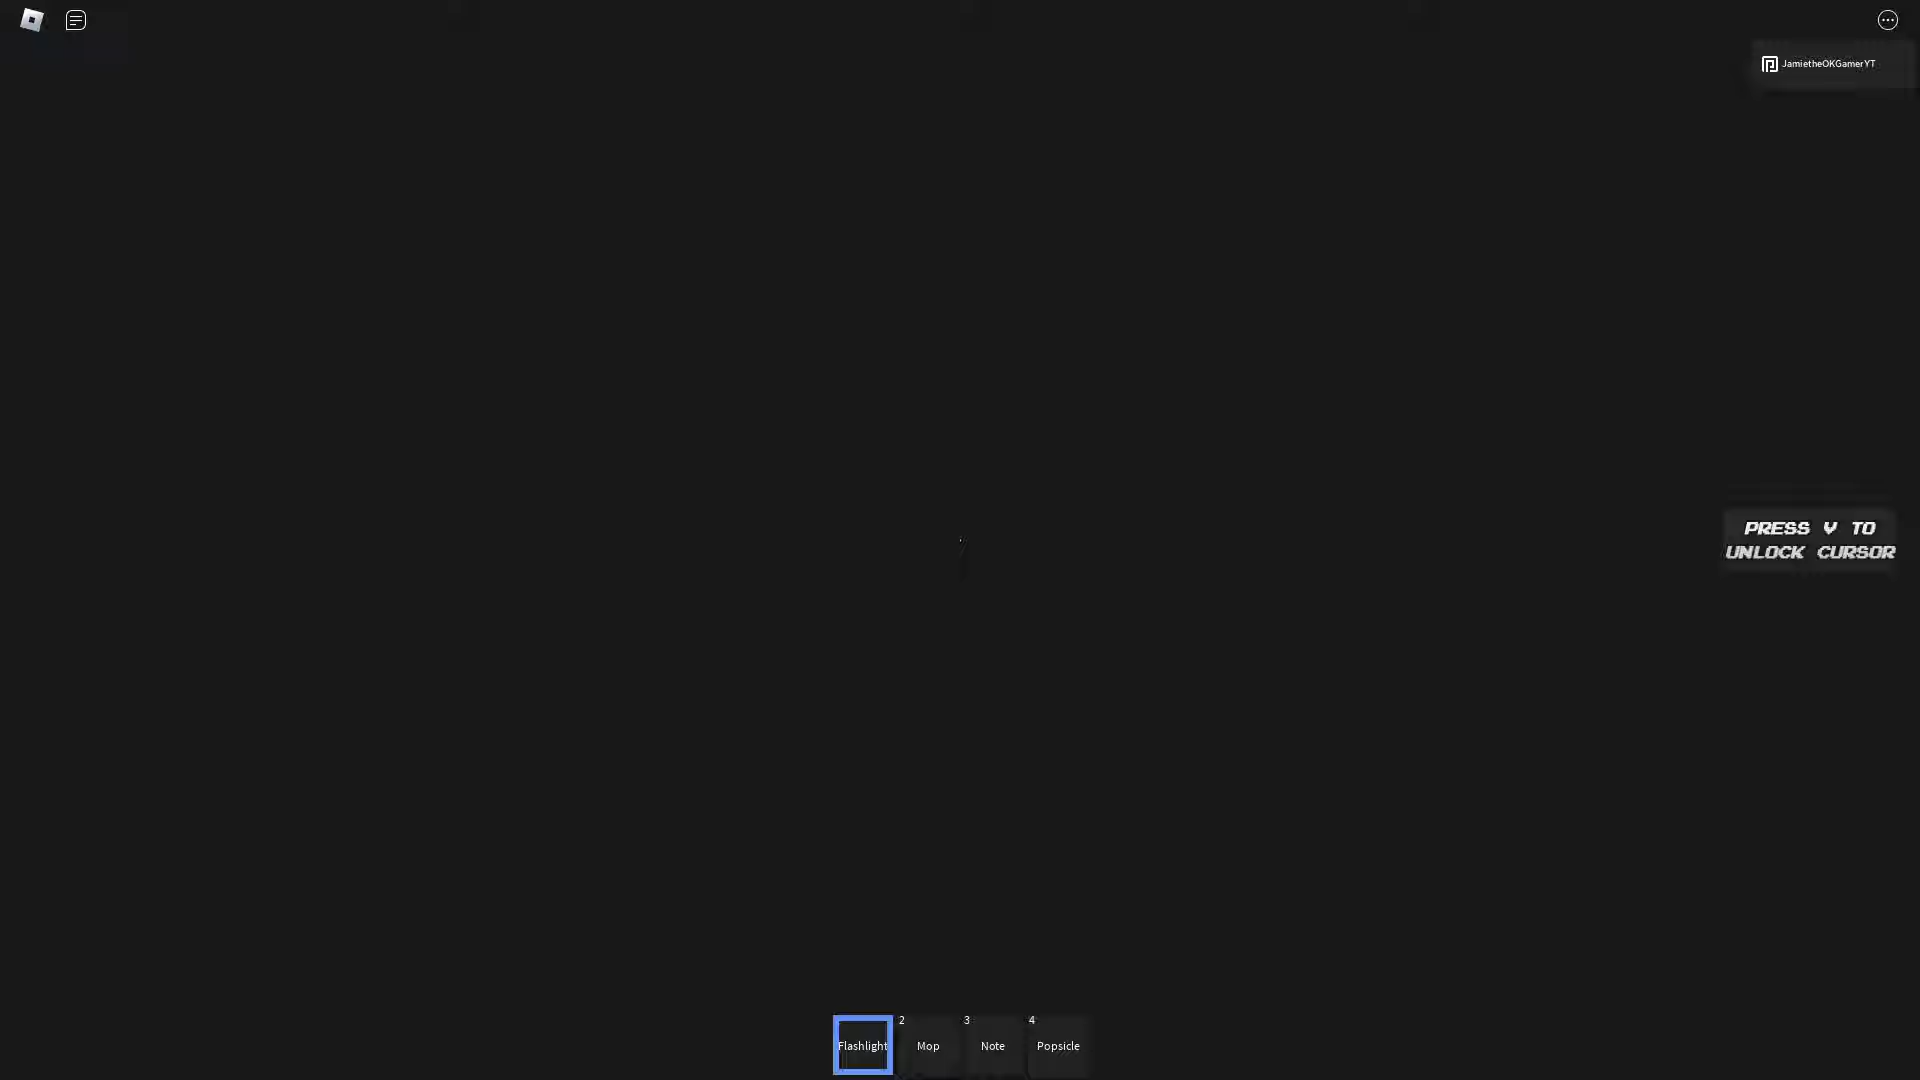 JamietheOKGamerYT
PRESS V TO
UNLOCK CURSOR
Flashlight
2
Mop
3
Note
4
Popsicle